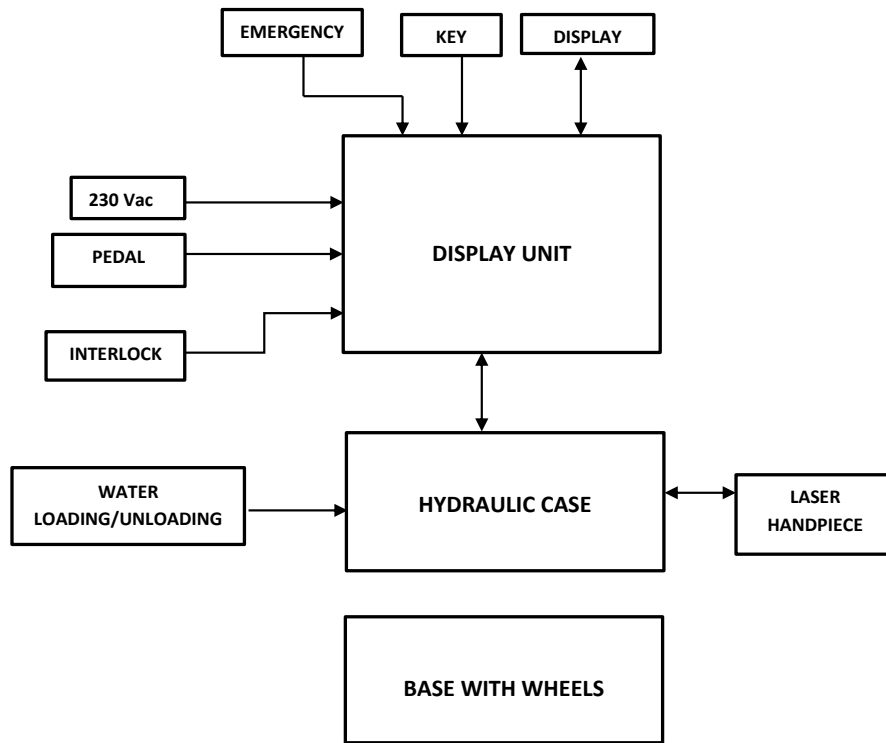 EMERGENCY
KEY
DISPLAY
230 Vac
PEDAL
DISPLAY UNIT
INTERLOCK
WATER
LOADING/UNLOADING
HYDRAULIC CASE
LASER
HANDPIECE
BASE WITH WHEELS